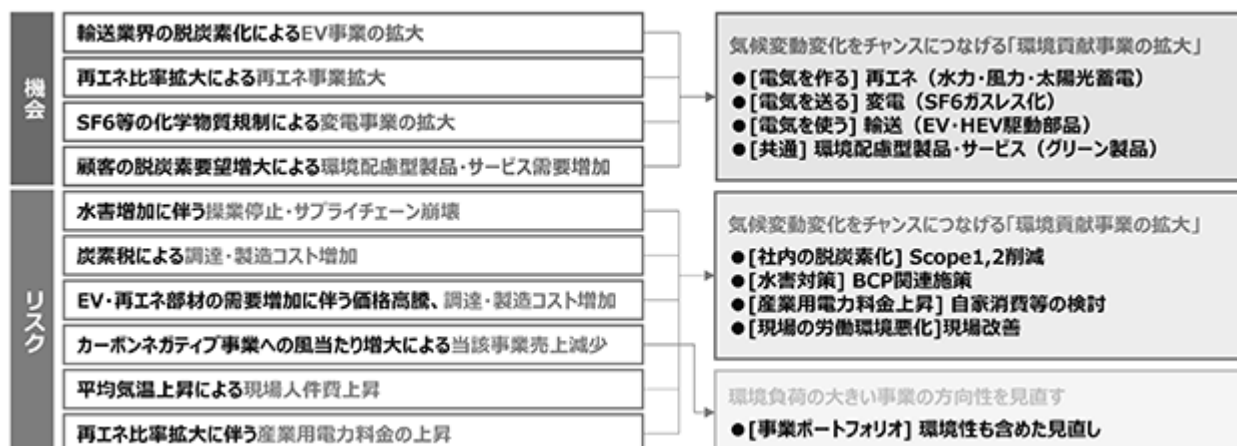 機会
輸送業界の脱炭素化によるEV事業の拡大
再エネ比率拡大による再エネ事業拡大
SF6等の化学物質規制による変電事業の拡大
顧客の脱炭素要望増大による環境配慮型製品・サービス需要増加
リスク
水害増加に伴う操業停止・サプライチェーン崩壊
炭素税による調達・製造コスト増加
EV・再エネ部材の需要増加に伴う価格高騰、調達・製造コスト増加
カーボンネガティブ事業への風当たり増大による当該事業売上減少
平均気温上昇による現場人件費上昇
再エネ比率拡大に伴う産業用電力料金の上昇
気候変動変化をチャンスにつなげる「環境貢献事業の拡大」
●[電気を作る] 再エネ（水力・風力・太陽光蓄電）
●[電気を送る] 変電（SF6ガスレス化）
●[電気を使う] 輸送（EV・HEV駆動部品）
●[共通] 環境配慮型製品・サービス（グリーン製品）
気候変動変化をチャンスにつなげる「環境貢献事業の拡大」
●[社内の脱炭素化] Scope1,2削減
●[水害対策] BCP関連施策
●[産業用電力料金上昇] 自家消費等の検討
●[現場の労働環境悪化]現場改善
環境負荷の大きい事業の方向性を見直す
●[事業ポートフォリオ] 環境性も含めた見直し